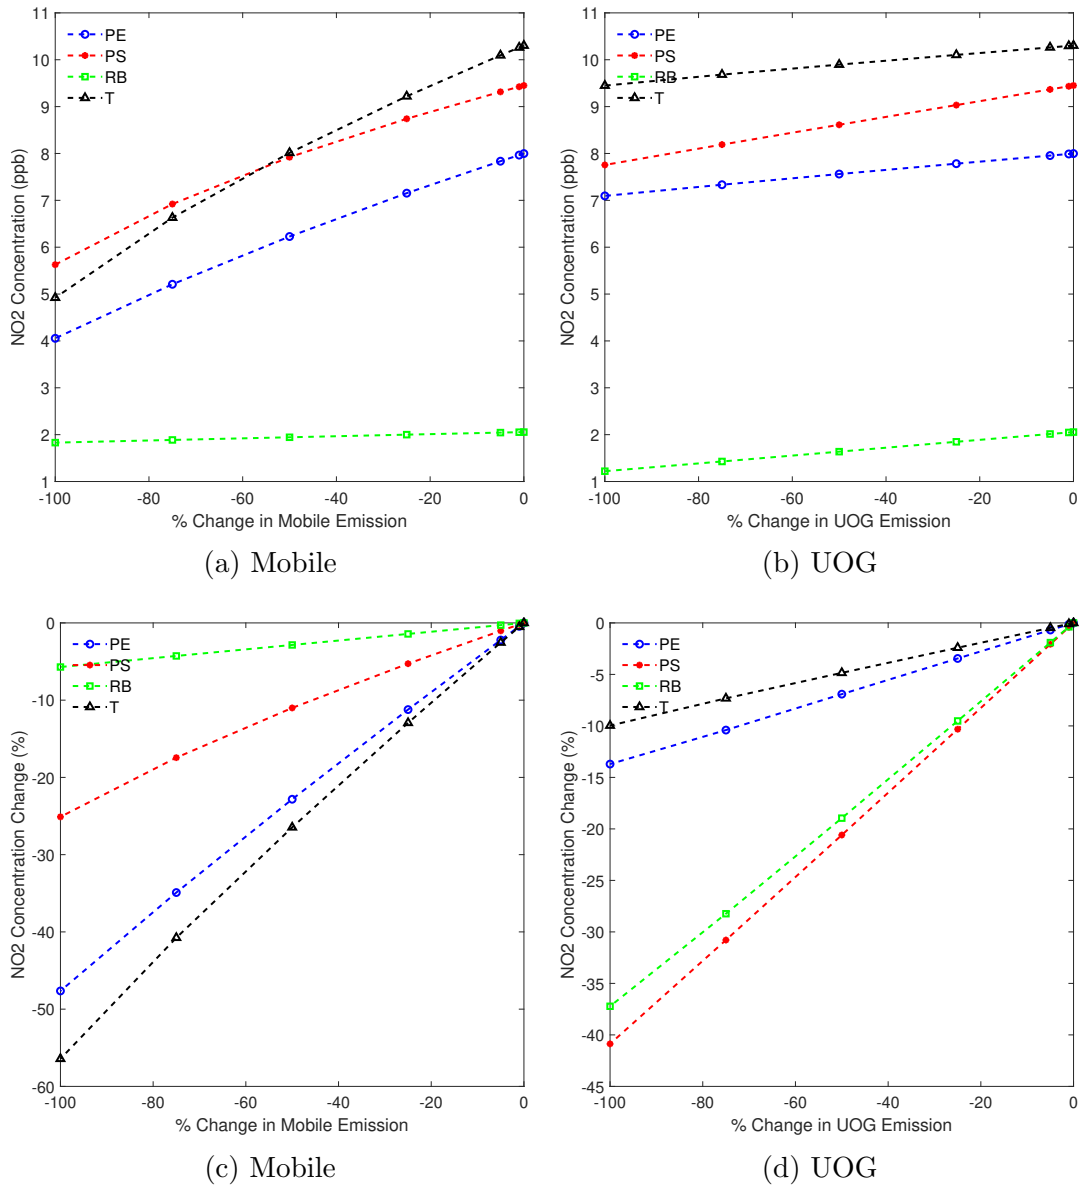 11
10
9
8
7
6
5
4
3
2
1
NO2 Concentration (ppb)
PE
PS
RB
T
-100 -80 -60 -40 -20 0
% Change in Mobile Emission
(a) Mobile
11
10
9
8
7
6
5
4
3
2
1
NO2 Concentration (ppb)
PE
PS
RB
T
-100 -80 -60 -40 -20 0
% Change in UOG Emission
(b) UOG
0
-10
-20
-30
-40
-50
-60
NO2 Concentration Change (%)
PE
PS
RB
T
-100 -80 -60 -40 -20 0
% Change in Mobile Emission
(c) Mobile
0
-5
-10
-15
-20
-25
-30
-35
-40
-45
NO2 Concentration Change (%)
PE
PS
RB
T
-100 -80 -60 -40 -20 0
% Change in UOG Emission
(d) UOG